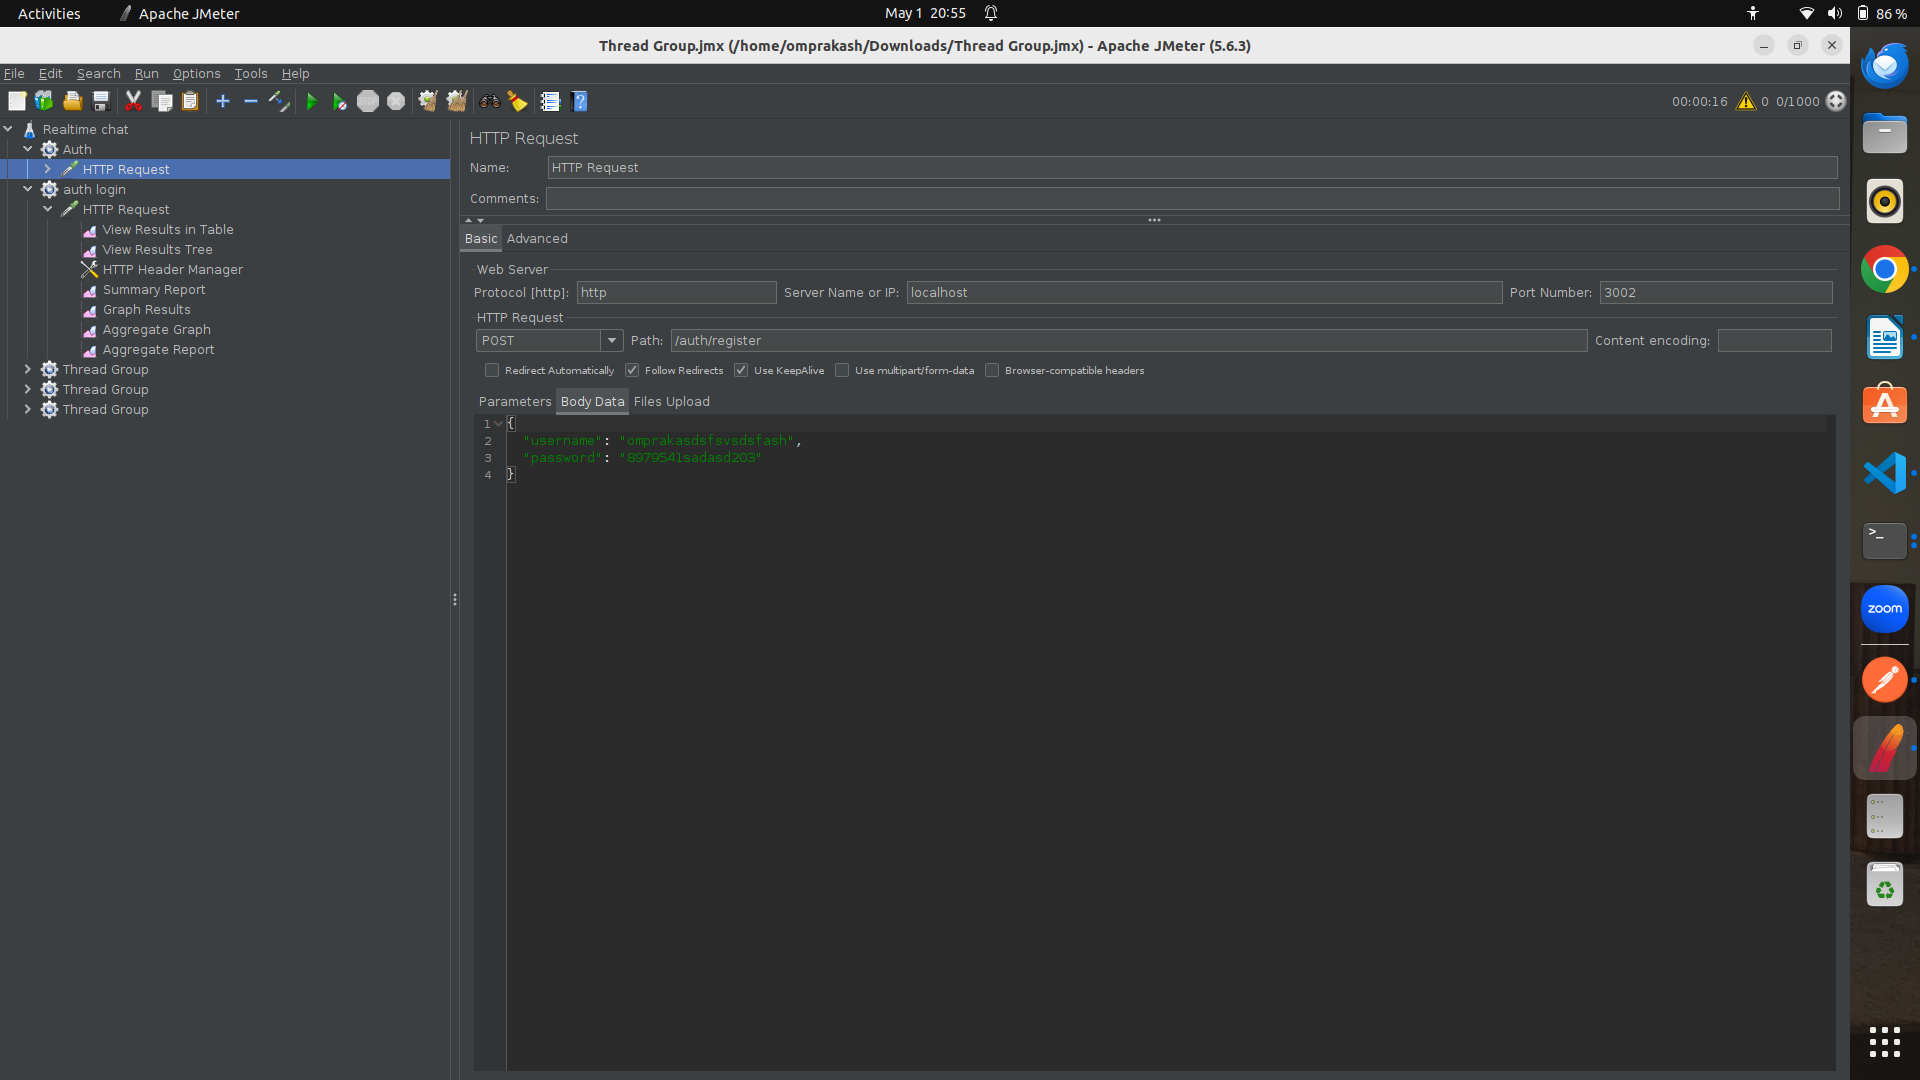 Activities
Apache JMeter
May 1 20:55
86 %
Thread Group.jmx (/home/omprakash/Downloads/Thread Group.jmx) - Apache JMeter (5.6.3)
File Edit Search Run Options Tools Help
00:00:16
0 0/1000
Realtime chat
Auth
HTTP Request
auth login
HTTP Request
View Results in Table
View Results Tree
HTTP Header Manager
Summary Report
Graph Results
Aggregate Graph
Aggregate Report
Thread Group
Thread Group
Thread Group
HTTP Request
Name: HTTP Request
Comments:
Basic Advanced
Web Server
Protocol [http]: http Server Name or IP: localhost Port Number: 3002
HTTP Request
POST Path: /auth/register Content encoding:
Redirect Automatically Follow Redirects Use KeepAlive Use multipart/form-data Browser-compatible headers
Parameters Body Data Files Upload
1 {
2 "username": "omprakasdsfsvsdsfash",
3 "password": "8979541sadasd203"
4 }
zoom